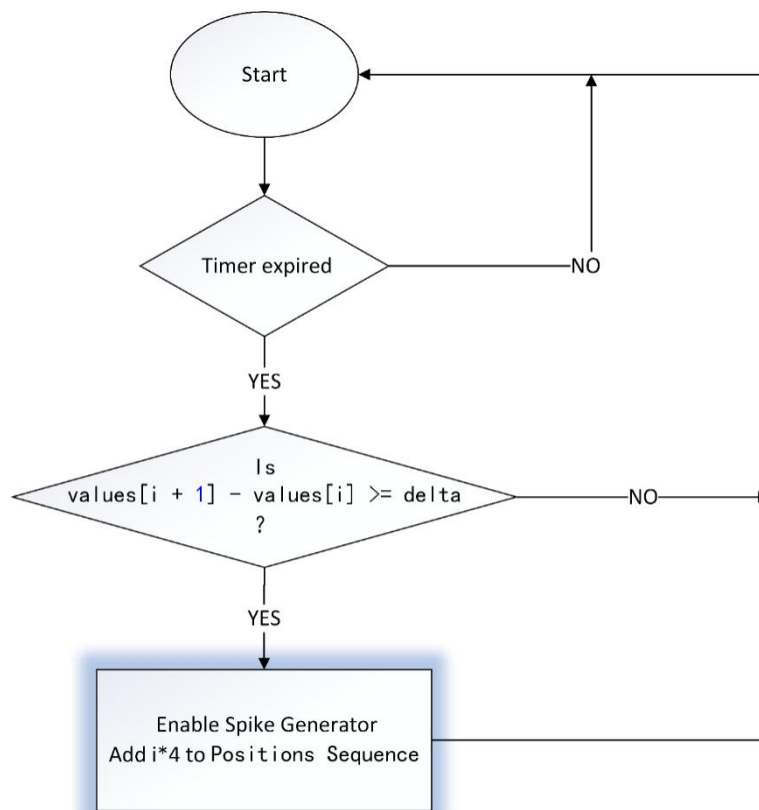 Start
Timer expired
NO
YES
Is
values[i + 1] - values[i] >= delta
?
NO
YES
Enable Spike Generator
Add i*4 to Positions Sequence